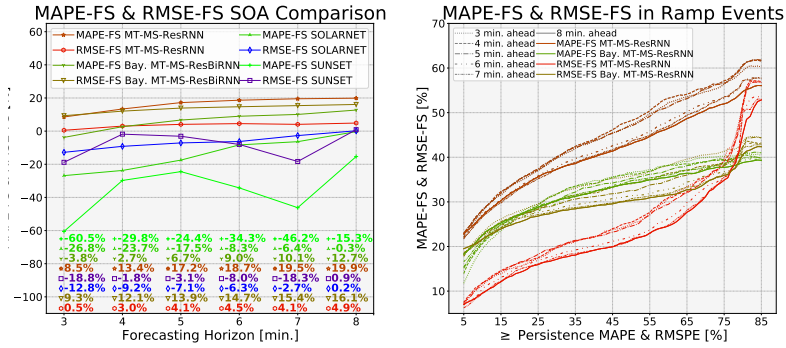 MAPE-FS & RMSE-FS SOA Comparison
MAPE-FS MT-MS-ResRNN
RMSE-FS MT-MS-ResRNN
MAPE-FS Bay. MT-MS-ResBiRNN
RMSE-FS Bay. MT-MS-ResBiRNN
MAPE-FS SOLARNET
RMSE-FS SOLARNET
MAPE-FS SUNSET
RMSE-FS SUNSET
60
40
20
0
−20
−40
−60
−80
−100
-60.5% -29.8% -24.4% -34.3% -46.2% -15.3%
-26.8% -23.7% -17.5% -8.3% -6.4% -0.3%
-3.8% 2.7% 6.7% 9.0% 10.1% 12.7%
8.5% 13.4% 17.2% 18.7% 19.5% 19.9%
-18.8% -1.8% -3.1% -8.0% -18.3% 0.9%
-12.8% -9.2% -7.1% -6.3% -2.7% 0.2%
9.3% 12.1% 13.9% 14.7% 15.4% 16.1%
0.5% 3.0% 4.1% 4.5% 4.1% 4.9%
3 4 5 6 7 8
Forecasting Horizon [min.]
MAPE-FS & RMSE-FS in Ramp Events
MAPE-FS & RMSE-FS [%]
3 min. ahead
4 min. ahead
5 min. ahead
6 min. ahead
7 min. ahead
8 min. ahead
MAPE-FS MT-MS-ResRNN
MAPE-FS Bay. MT-MS-ResRNN
RMSE-FS MT-MS-ResRNN
RMSE-FS Bay. MT-MS-ResRNN
70
60
50
40
30
20
10
5 15 25 35 45 55 65 75 85
≥ Persistence MAPE & RMSPE [%]